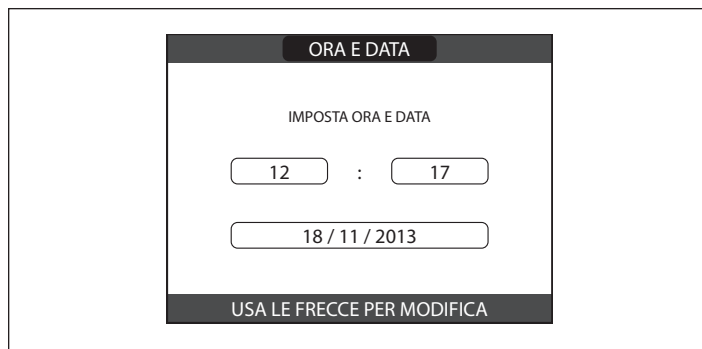 ORA E DATA
IMPOSTA ORA E DATA
12 : 17
18 / 11 / 2013
USA LE FRECCE PER MODIFICA